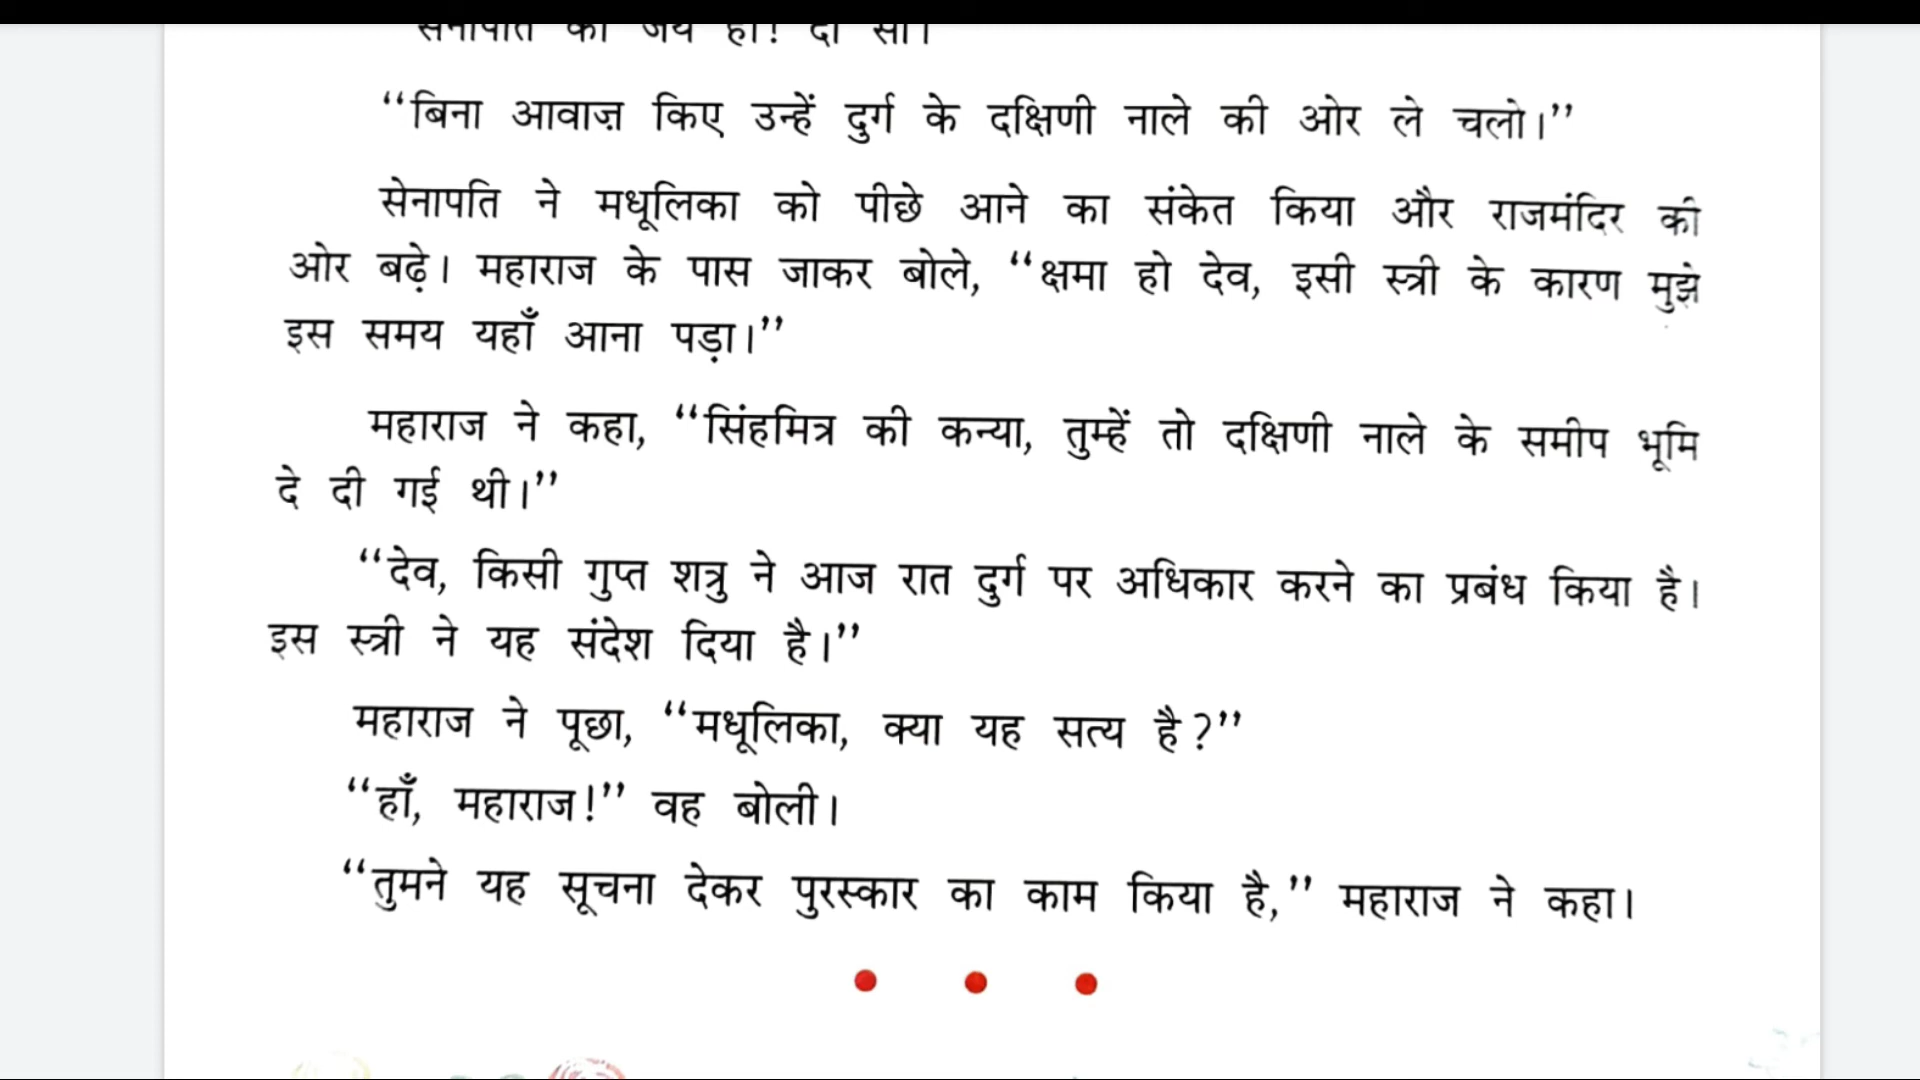 सेनापति की जय हो! दो सौ।
“बिना आवाज़ किए उन्हें दुर्ग के दक्षिणी नाले की ओर ले चलो।”
सेनापति ने मधूलिका को पीछे आने का संकेत किया और राजमंदिर की
ओर बढ़े। महाराज के पास जाकर बोले, “क्षमा हो देव, इसी स्त्री के कारण मुझे
इस समय यहाँ आना पड़ा।”
महाराज ने कहा, “सिंहमित्र की कन्या, तुम्हें तो दक्षिणी नाले के समीप भूमि
दे दी गई थी।”
“देव, किसी गुप्त शत्रु ने आज रात दुर्ग पर अधिकार करने का प्रबंध किया है।
इस स्त्री ने यह संदेश दिया है।”
महाराज ने पूछा, “मधूलिका, क्या यह सत्य है?”
“हाँ, महाराज!” वह बोली।
“तुमने यह सूचना देकर पुरस्कार का काम किया है,” महाराज ने कहा।